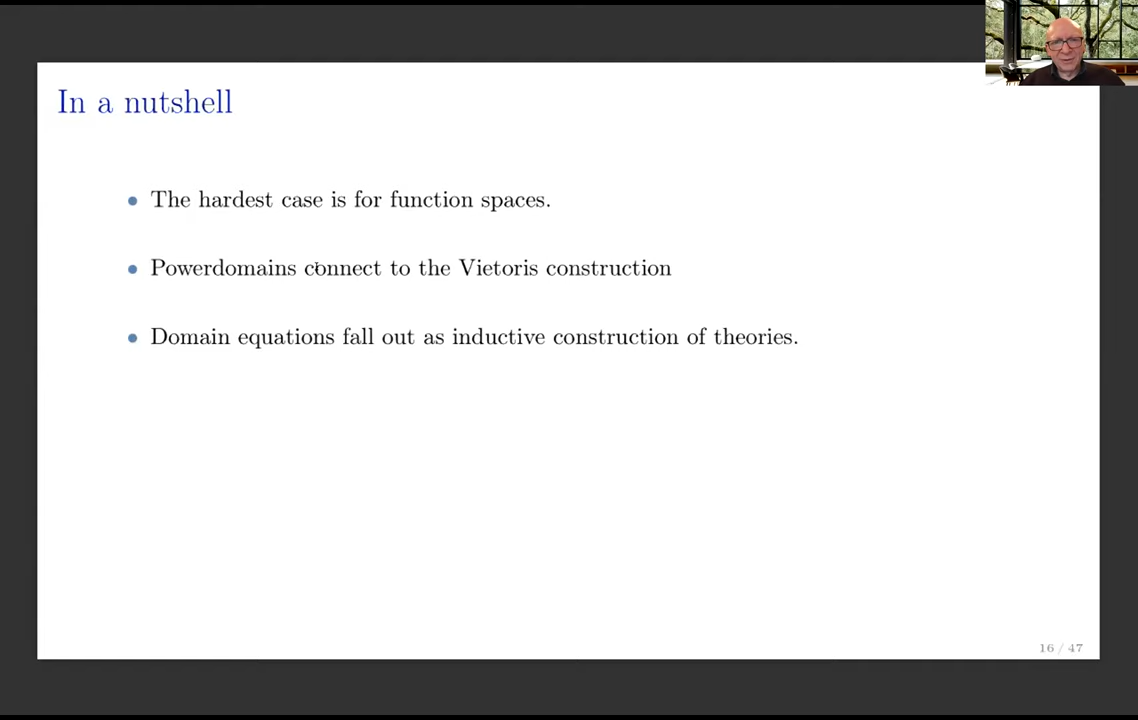 In a nutshell
The hardest case is for function spaces.
Powerdomains connect to the Vietoris construction
Domain equations fall out as inductive construction of theories.
16 / 47